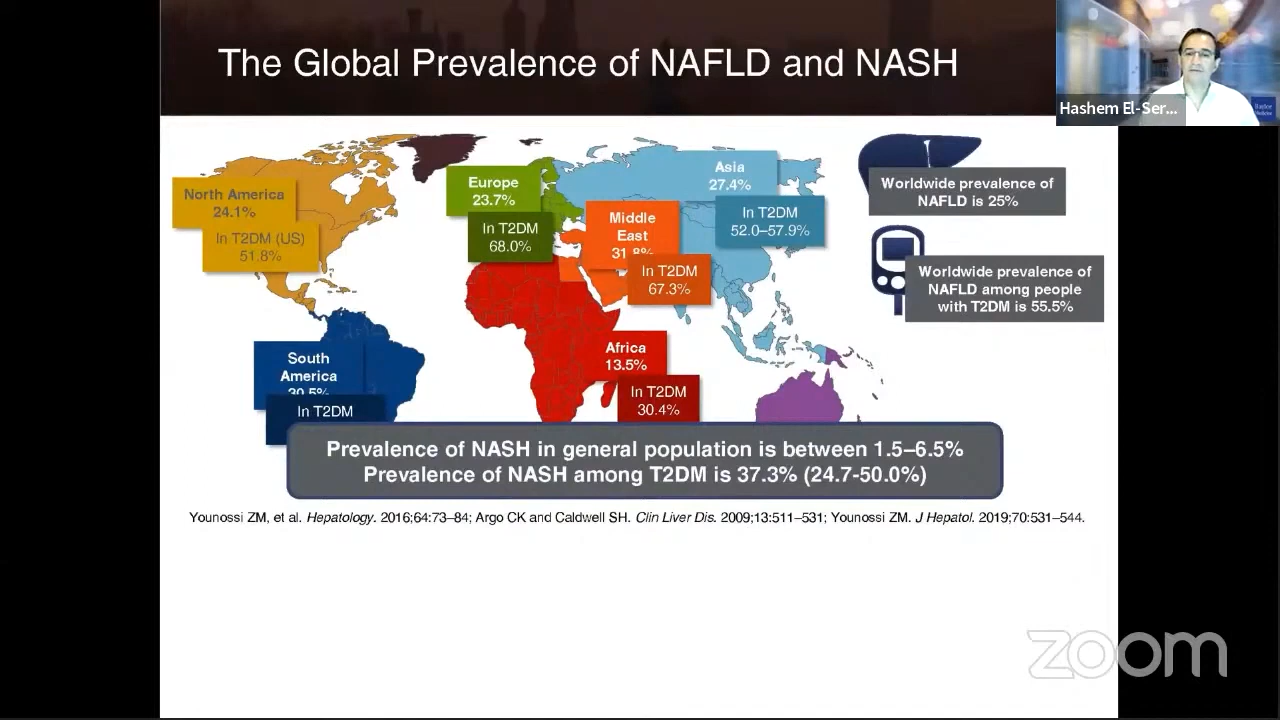 The Global Prevalence of NAFLD and NASH
Hashem El-Ser...
North America
24.1%
In T2DM (US)
51.8%
Europe
23.7%
In T2DM
68.0%
Middle
East
31.8%
In T2DM
67.3%
Asia
27.4%
In T2DM
52.0–57.9%
Worldwide prevalence of
NAFLD is 25%
Worldwide prevalence of
NAFLD among people
with T2DM is 55.5%
South
America
30.5%
In T2DM
Africa
13.5%
In T2DM
30.4%
Prevalence of NASH in general population is between 1.5–6.5%
Prevalence of NASH among T2DM is 37.3% (24.7-50.0%)
Younossi ZM, et al. Hepatology. 2016;64:73–84; Argo CK and Caldwell SH. Clin Liver Dis. 2009;13:511–531; Younossi ZM. J Hepatol. 2019;70:531–544.
zoom